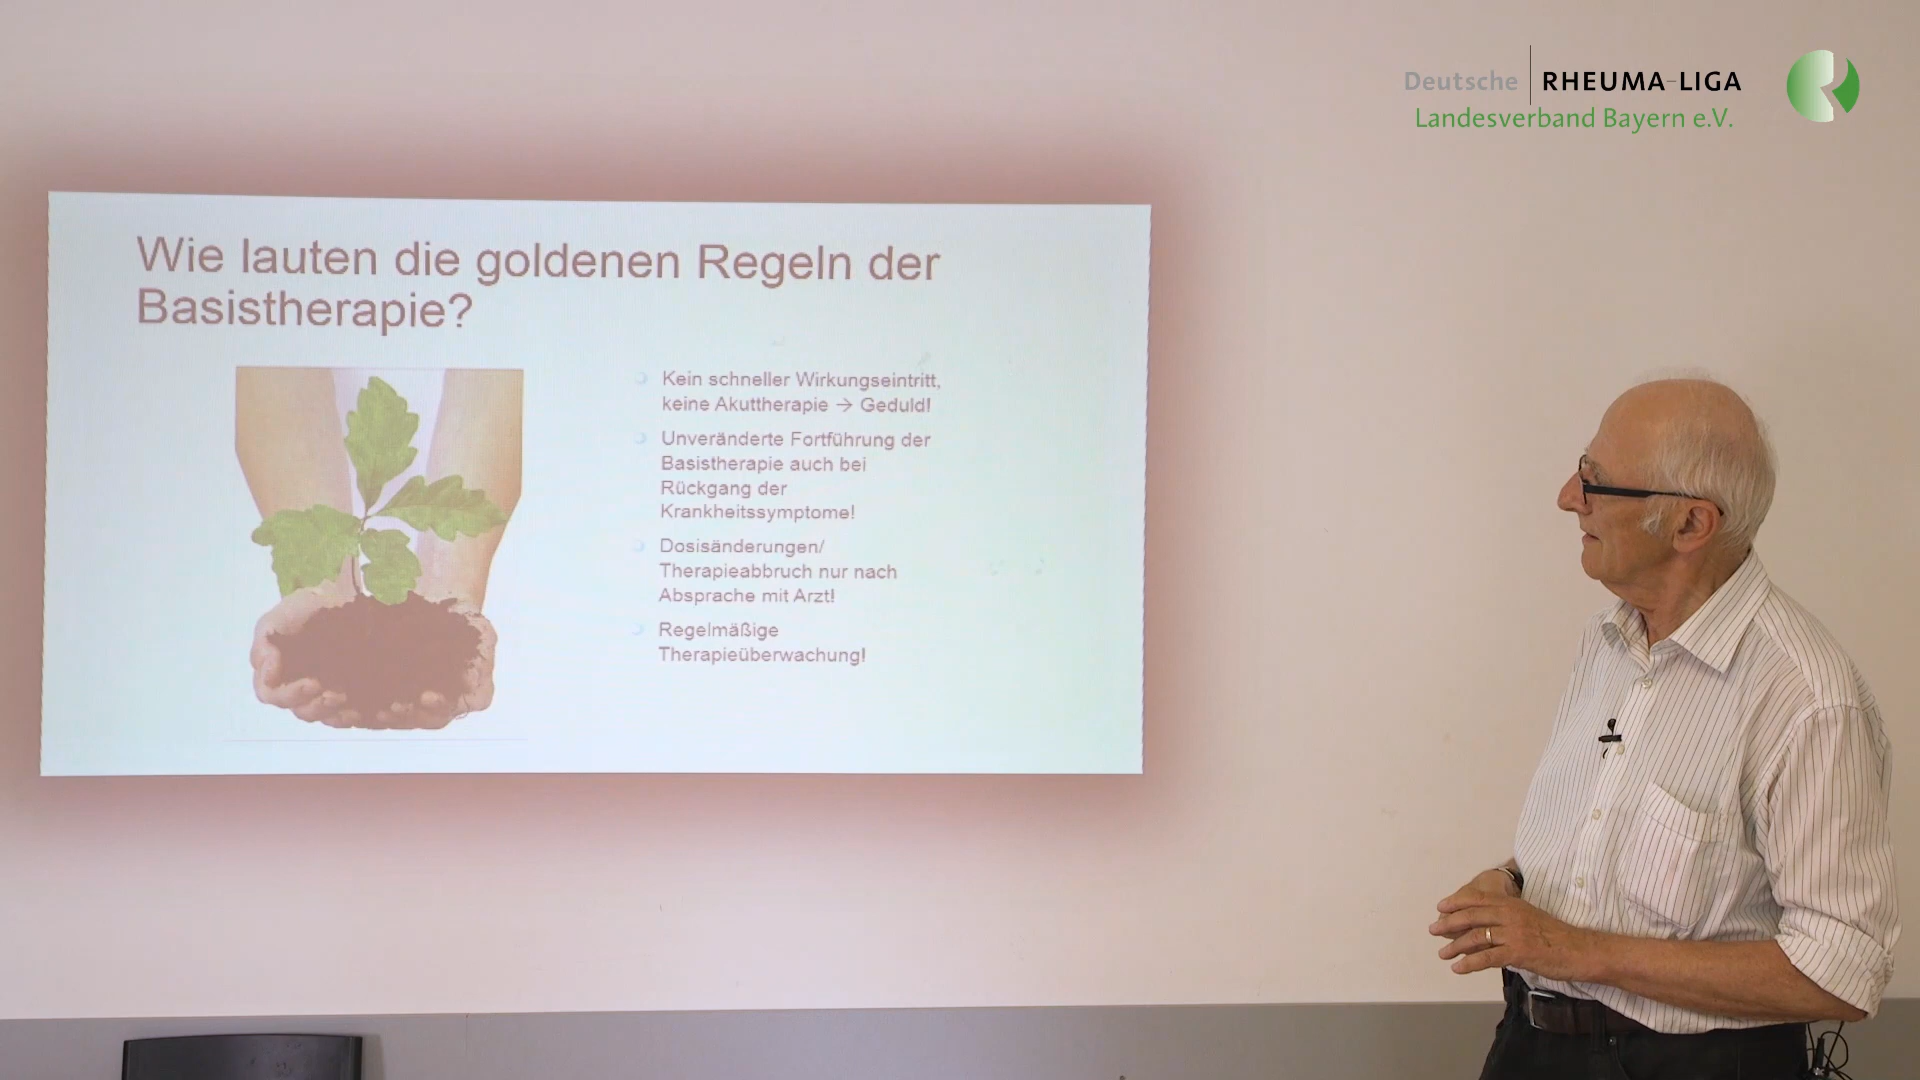 Deutsche RHEUMA-LIGA
Landesverband Bayern e.V.
Wie lauten die goldenen Regeln der
Basistherapie?
Kein schneller Wirkungseintritt,
keine Akuttherapie → Geduld!
Unveränderte Fortführung der
Basistherapie auch bei
Rückgang der
Krankheitssymptome!
Dosisänderungen/
Therapieabbruch nur nach
Absprache mit Arzt!
Regelmäßige
Therapieüberwachung!